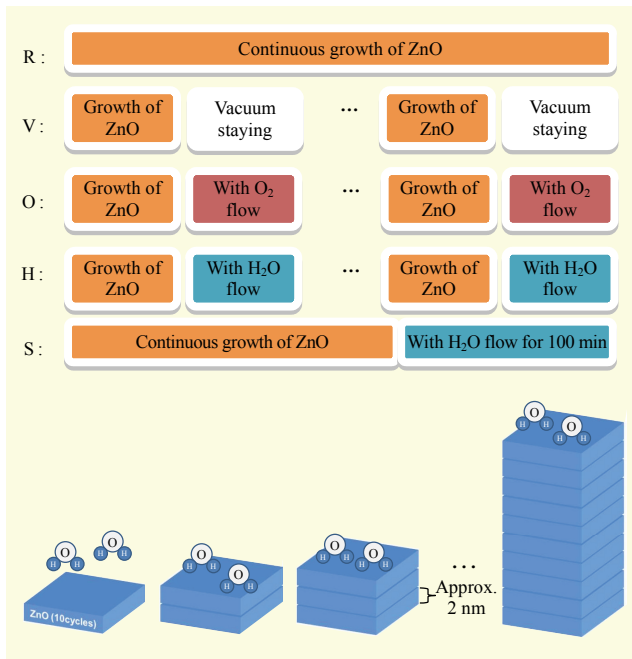 R : Continuous growth of ZnO
V : Growth of ZnO Vacuum staying ... Growth of ZnO Vacuum staying
O : Growth of ZnO With O₂ flow ... Growth of ZnO With O₂ flow
H : Growth of ZnO With H₂O flow ... Growth of ZnO With H₂O flow
S : Continuous growth of ZnO With H₂O flow for 100 min
O H H O H H
O H H O H H
O H H O H H
O H H O H H
ZnO (10cycles)
...
Approx.
2 nm